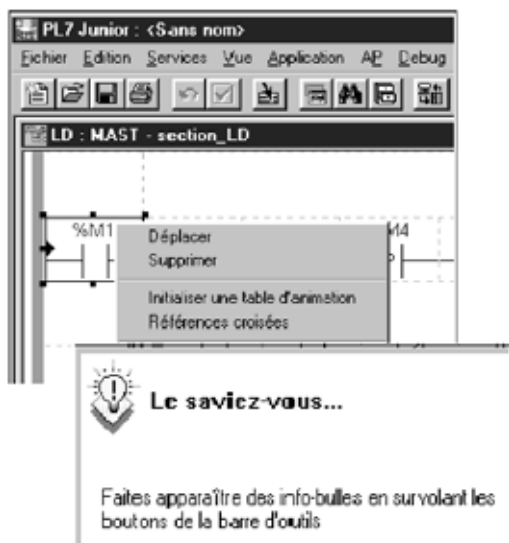 PL7 Junior : <Sans nom>
Fichier Edition Services Vue Application AP Debug
LD : MAST - section_LD
%M1
M4
Déplacer
Supprimer
P
Initialiser une table d'animation
Références croisées
Le saviez-vous...
Faites apparaître des info-bulles en survolant les
boutons de la barre d'outils